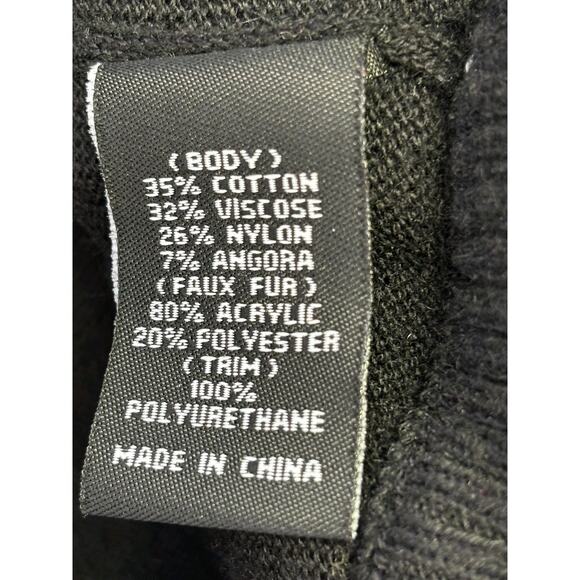 (BODY)
35% COTTON
32% VISCOSE
26% NYLON
7% ANGORA
(FAUX FUR)
80% ACRYLIC
20% POLYESTER
(TRIM)
100%
POLYURETHANE
MADE IN CHINA